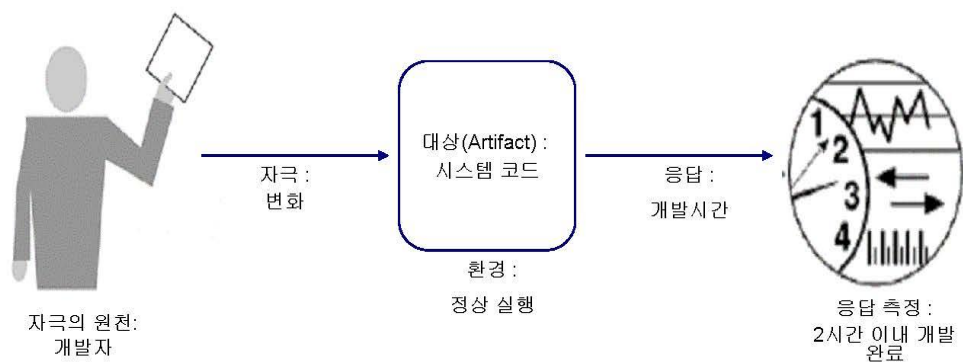 자극의 원천:
개발자
자극 :
변화
대상(Artifact) :
시스템 코드
환경 :
정상 실행
응답 :
개발시간
1
2
3
4
응답 측정 :
2시간 이내 개발
완료